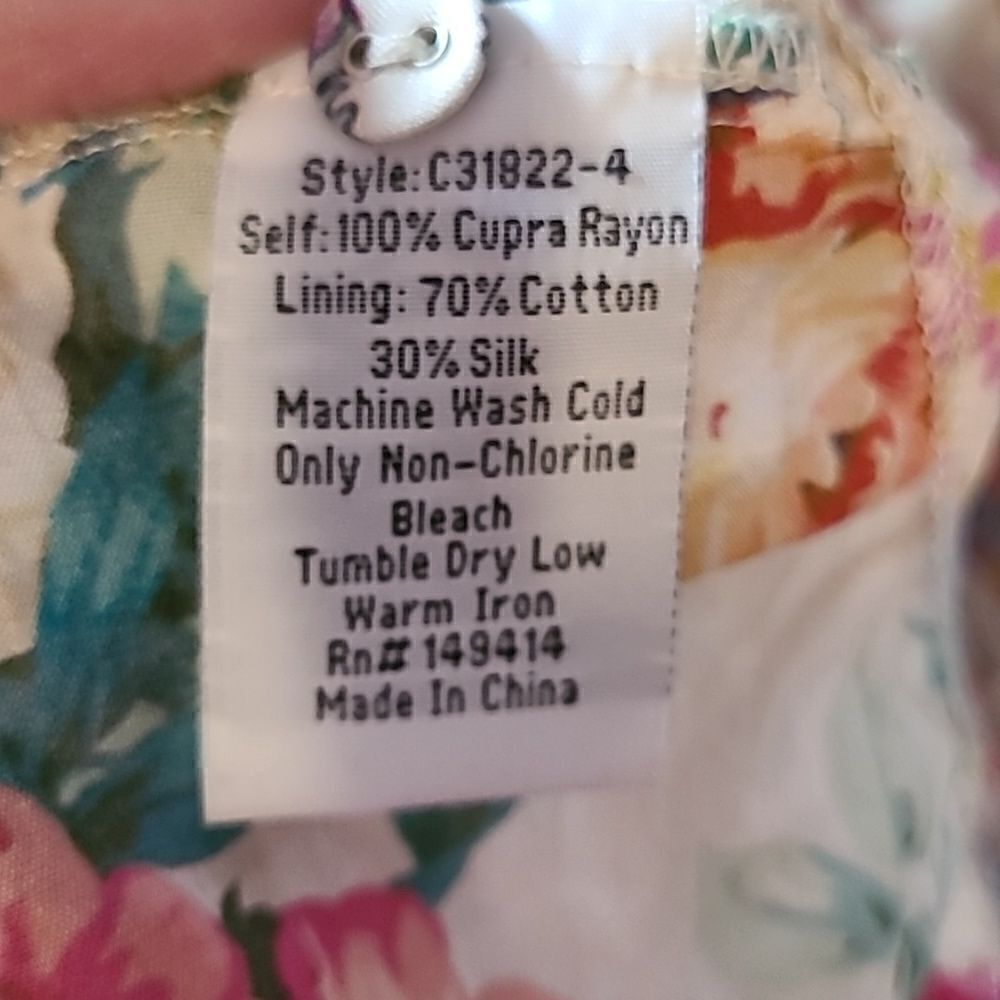 Style:C31822-4
Self:100% Cupra Rayon
Lining: 70% Cotton
30% Silk
Machine Wash Cold
Only Non-Chlorine
Bleach
Tumble Dry Low
Warm Iron
Rn# 149414
Made In China